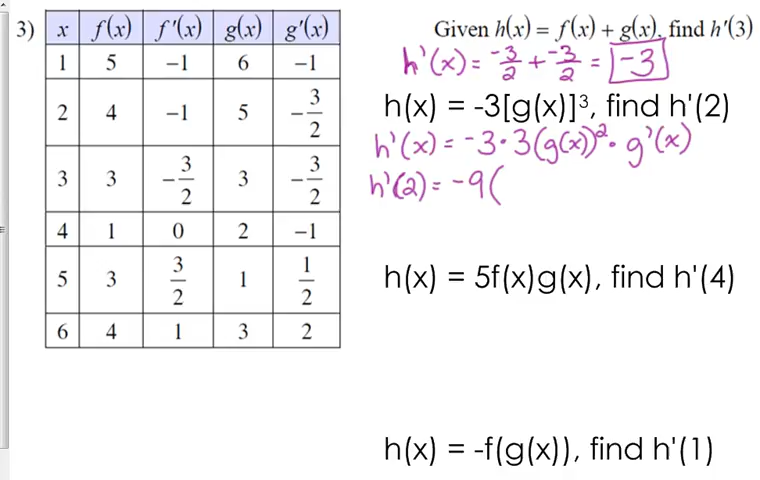 3) x f(x) f'(x) g(x) g'(x)
1 5 −1 6 −1
2 4 −1 5 −3/2
3 3 −3/2 3 −3/2
4 1 0 2 −1
5 3 3/2 1 1/2
6 4 1 3 2
Given h(x) = f(x) + g(x), find h'(3)
h'(x) = -3/2 + -3/2 = -3
h(x) = -3[g(x)]³, find h'(2)
h'(x) = -3 · 3(g(x))² · g'(x)
h'(2) = -9(
h(x) = 5f(x)g(x), find h'(4)
h(x) = -f(g(x)), find h'(1)